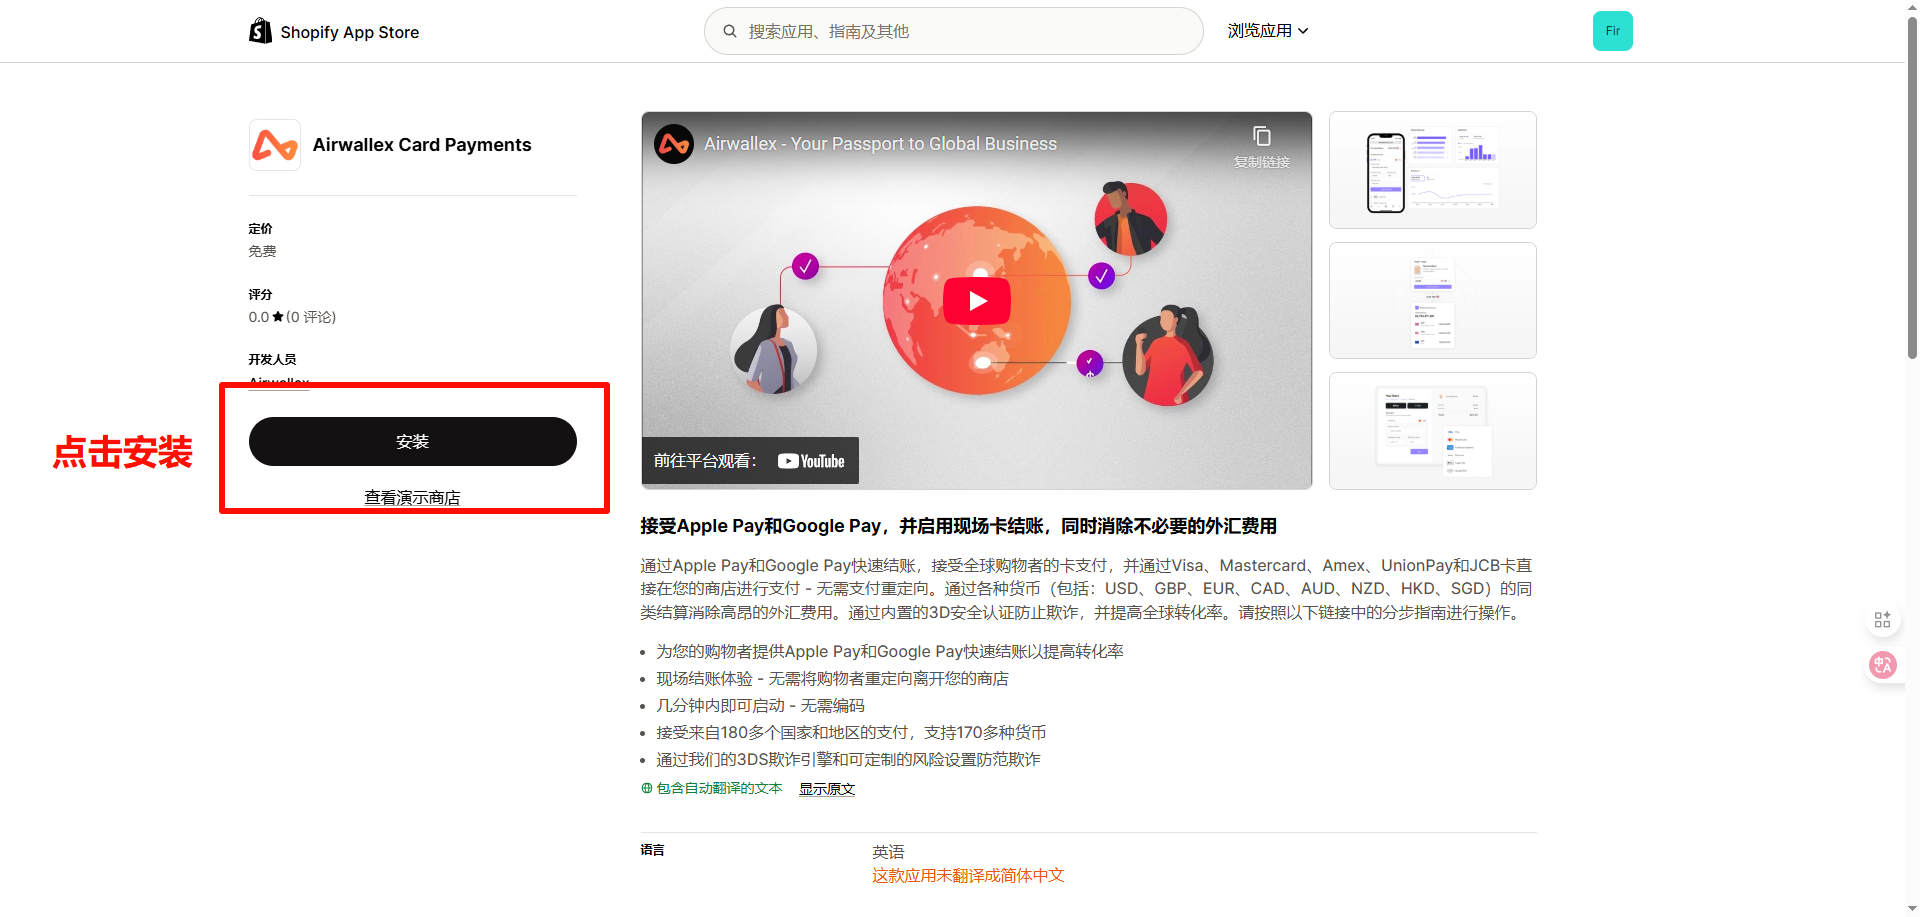 Shopify App Store
搜索应用、指南及其他
浏览应用
Fir
Airwallex Card Payments
定价
免费
评分
0.0★(0 评论)
开发人员
Airwallex
点击安装
安装
查看演示商店
Airwallex - Your Passport to Global Business
复制链接
前往平台观看：
YouTube
接受Apple Pay和Google Pay，并启用现场卡结账，同时消除不必要的外汇费用
通过Apple Pay和Google Pay快速结账，接受全球购物者的卡支付，并通过Visa、Mastercard、Amex、UnionPay和JCB卡直
接在您的商店进行支付 - 无需支付重定向。通过各种货币（包括：USD、GBP、EUR、CAD、AUD、NZD、HKD、SGD）的同
类结算消除高昂的外汇费用。通过内置的3D安全认证防止欺诈，并提高全球转化率。请按照以下链接中的分步指南进行操作。
• 为您的购物者提供Apple Pay和Google Pay快速结账以提高转化率
• 现场结账体验 - 无需将购物者重定向离开您的商店
• 几分钟内即可启动 - 无需编码
• 接受来自180多个国家和地区的支付，支持170多种货币
• 通过我们的3DS欺诈引擎和可定制的风险设置防范欺诈
包含自动翻译的文本 显示原文
语言
英语
这款应用未翻译成简体中文